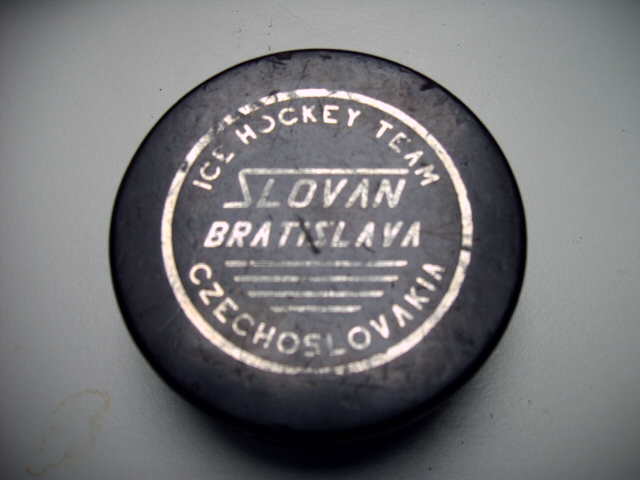 ICE HOCKEY TEAM
SLOVAN
BRATISLAVA
CZECHOSLOVAKIA